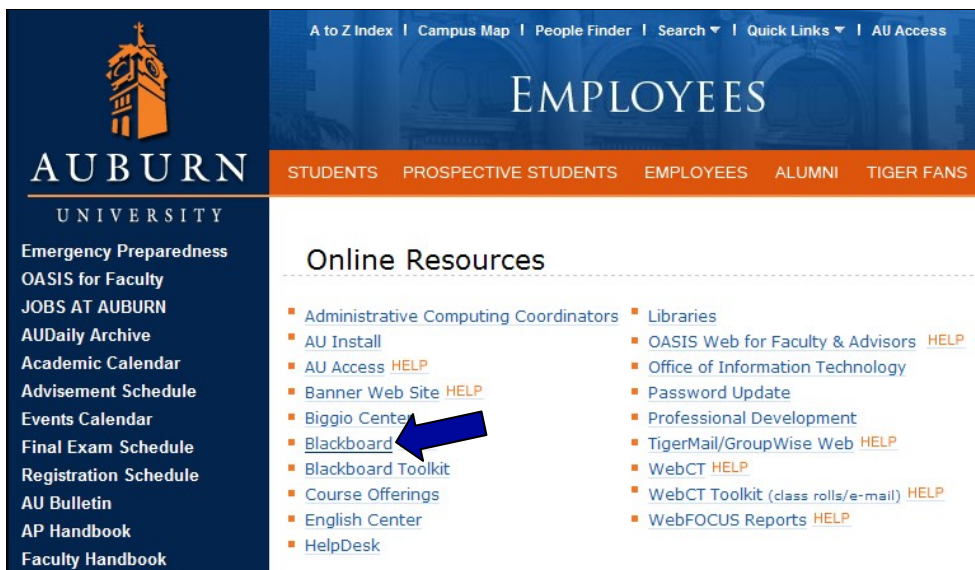 A to Z Index | Campus Map | People Finder | Search ▼ | Quick Links ▼ | AU Access
EMPLOYEES
AUBURN
UNIVERSITY
STUDENTS PROSPECTIVE STUDENTS EMPLOYEES ALUMNI TIGER FANS
Emergency Preparedness
OASIS for Faculty
JOBS AT AUBURN
AUDaily Archive
Academic Calendar
Advisement Schedule
Events Calendar
Final Exam Schedule
Registration Schedule
AU Bulletin
AP Handbook
Faculty Handbook
Online Resources
Administrative Computing Coordinators
AU Install
AU Access HELP
Banner Web Site HELP
Biggio Center
Blackboard
Blackboard Toolkit
Course Offerings
English Center
HelpDesk
Libraries
OASIS Web for Faculty & Advisors HELP
Office of Information Technology
Password Update
Professional Development
TigerMail/GroupWise Web HELP
WebCT HELP
WebCT Toolkit (class rolls/e-mail) HELP
WebFOCUS Reports HELP